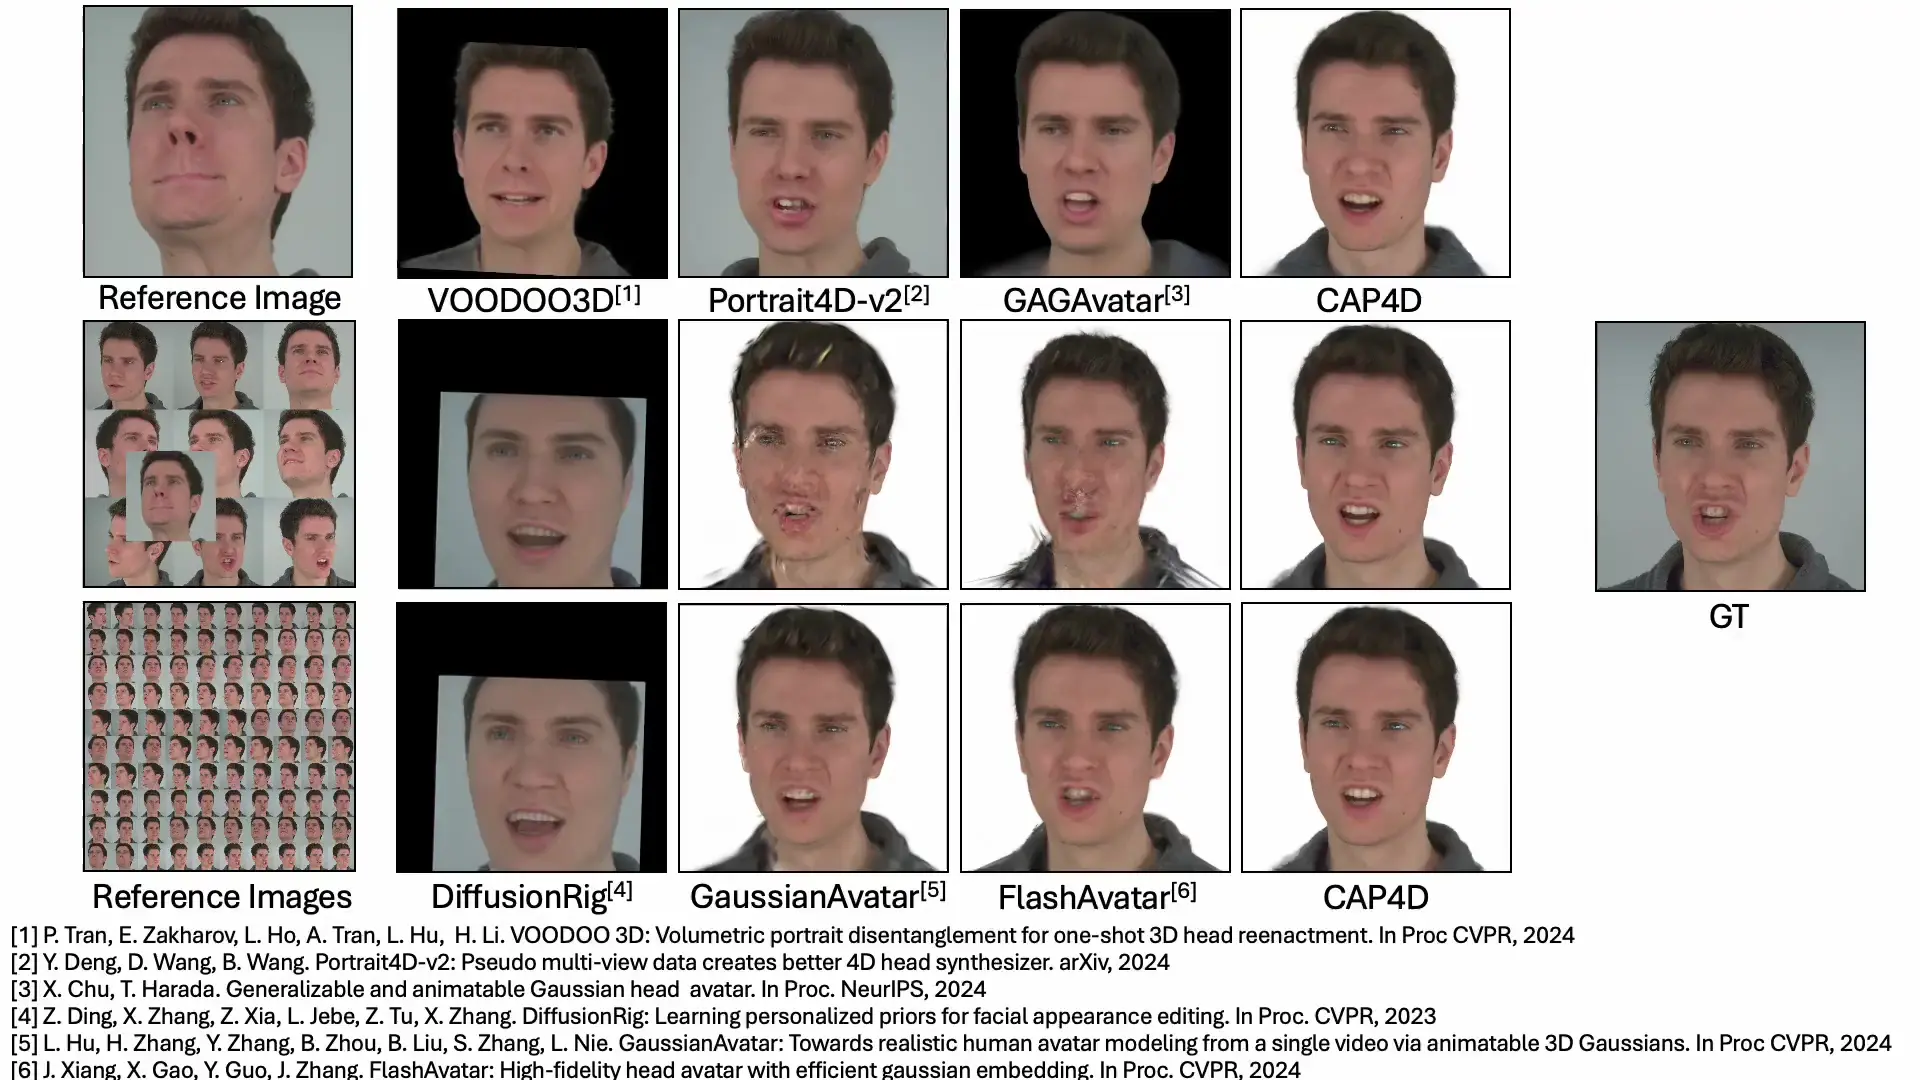 Reference Image
VOODOO3D[1]
Portrait4D-v2[2]
GAGAvatar[3]
CAP4D
GT
Reference Images
DiffusionRig[4]
GaussianAvatar[5]
FlashAvatar[6]
CAP4D
[1] P. Tran, E. Zakharov, L. Ho, A. Tran, L. Hu, H. Li. VOODOO 3D: Volumetric portrait disentanglement for one-shot 3D head reenactment. In Proc CVPR, 2024
[2] Y. Deng, D. Wang, B. Wang. Portrait4D-v2: Pseudo multi-view data creates better 4D head synthesizer. arXiv, 2024
[3] X. Chu, T. Harada. Generalizable and animatable Gaussian head avatar. In Proc. NeurIPS, 2024
[4] Z. Ding, X. Zhang, Z. Xia, L. Jebe, Z. Tu, X. Zhang. DiffusionRig: Learning personalized priors for facial appearance editing. In Proc. CVPR, 2023
[5] L. Hu, H. Zhang, Y. Zhang, B. Zhou, B. Liu, S. Zhang, L. Nie. GaussianAvatar: Towards realistic human avatar modeling from a single video via animatable 3D Gaussians. In Proc CVPR, 2024
[6] J. Xiang, X. Gao, Y. Guo, J. Zhang. FlashAvatar: High-fidelity head avatar with efficient gaussian embedding. In Proc. CVPR, 2024